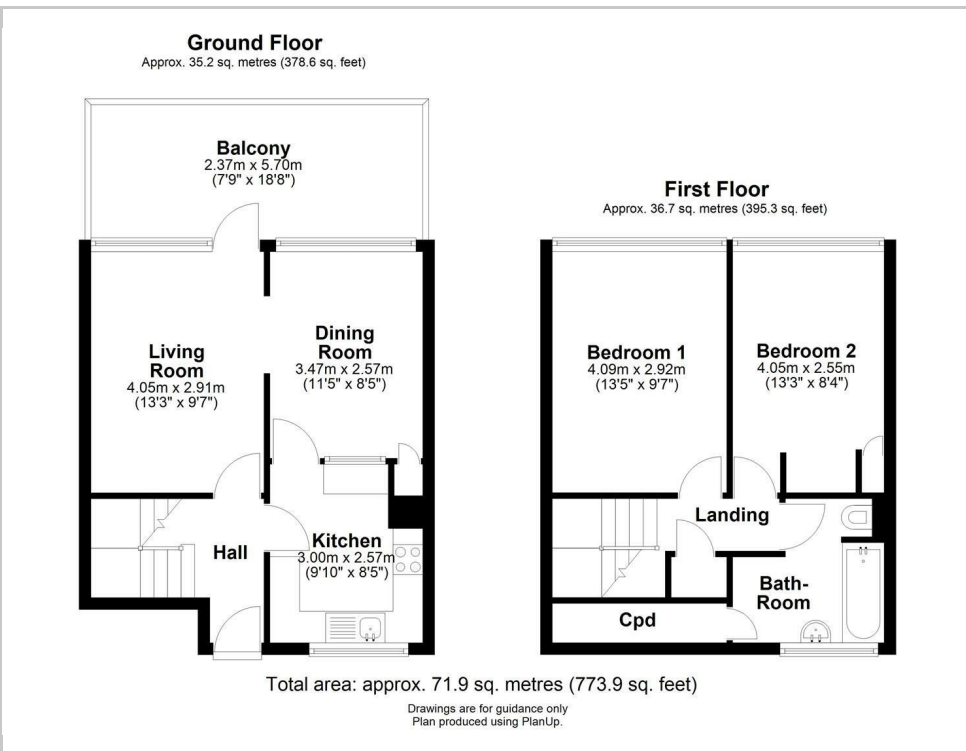 Ground Floor
Approx. 35.2 sq. metres (378.6 sq. feet)
Balcony
2.37m x 5.70m
(7'9" x 18'8")
Living
Room
4.05m x 2.91m
(13'3" x 9'7")
Dining
Room
3.47m x 2.57m
(11'5" x 8'5")
Hall
Kitchen
3.00m x 2.57m
(9'10" x 8'5")
First Floor
Approx. 36.7 sq. metres (395.3 sq. feet)
Bedroom 1
4.09m x 2.92m
(13'5" x 9'7")
Bedroom 2
4.05m x 2.55m
(13'3" x 8'4")
Landing
Bath-
Room
Cpd
Total area: approx. 71.9 sq. metres (773.9 sq. feet)
Drawings are for guidance only
Plan produced using PlanUp.